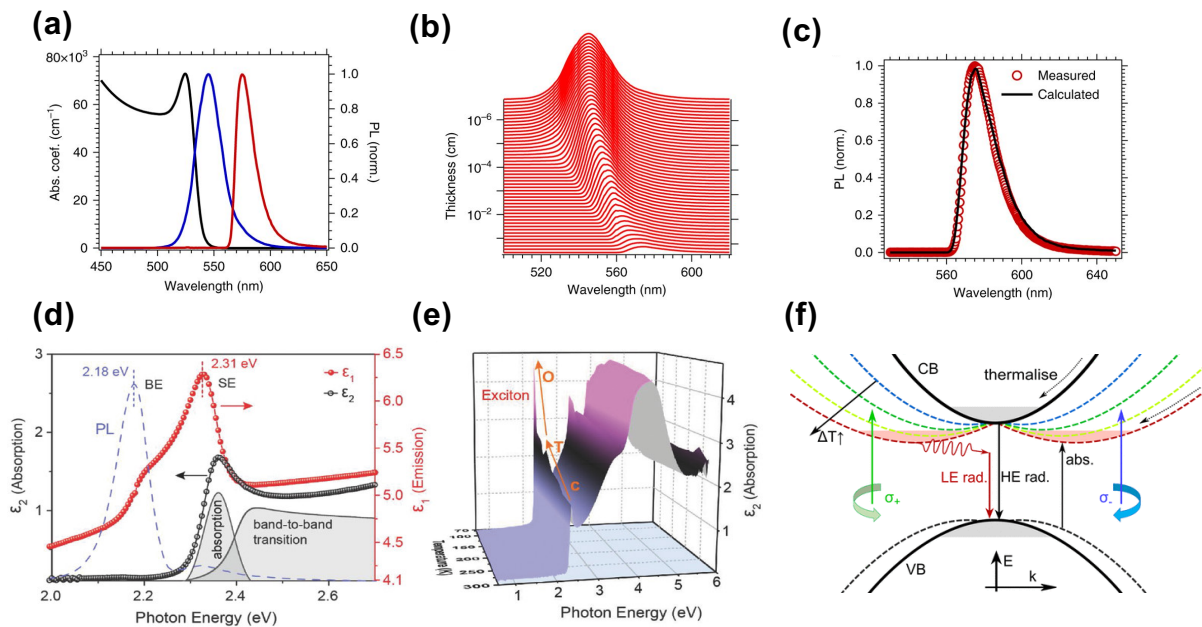 (a)
80×10³
60
40
20
0
Abs. coef. (cm⁻¹)
1.0
0.8
0.6
0.4
0.2
0.0
PL (norm.)
450 500 550 600 650
Wavelength (nm)
(b)
Thickness (cm)
10⁻⁶
10⁻⁴
10⁻²
520 560 600
Wavelength (nm)
(c)
PL (norm.)
1.0
0.8
0.6
0.4
0.2
0.0
Measured
Calculated
560 600 640
Wavelength (nm)
(d)
ε₂ (Absorption)
3
2
1
2.18 eV
BE
2.31 eV
SE
PL
ε₁
ε₂
absorption
band-to-band
transition
6.5
6.0
5.5
5.0
4.5
4.1
ε₁ (Emission)
2.0 2.2 2.4 2.6
Photon Energy (eV)
(e)
O
Exciton
T
C
4
3
2
1
ε₂ (Absorption)
70
100
150
200
250
300
Temperature (K)
1 2 3 4 5 6
Photon Energy (eV)
(f)
CB
thermalise
ΔT↑
abs.
LE rad.
HE rad.
σ₊
σ₋
VB
E
k